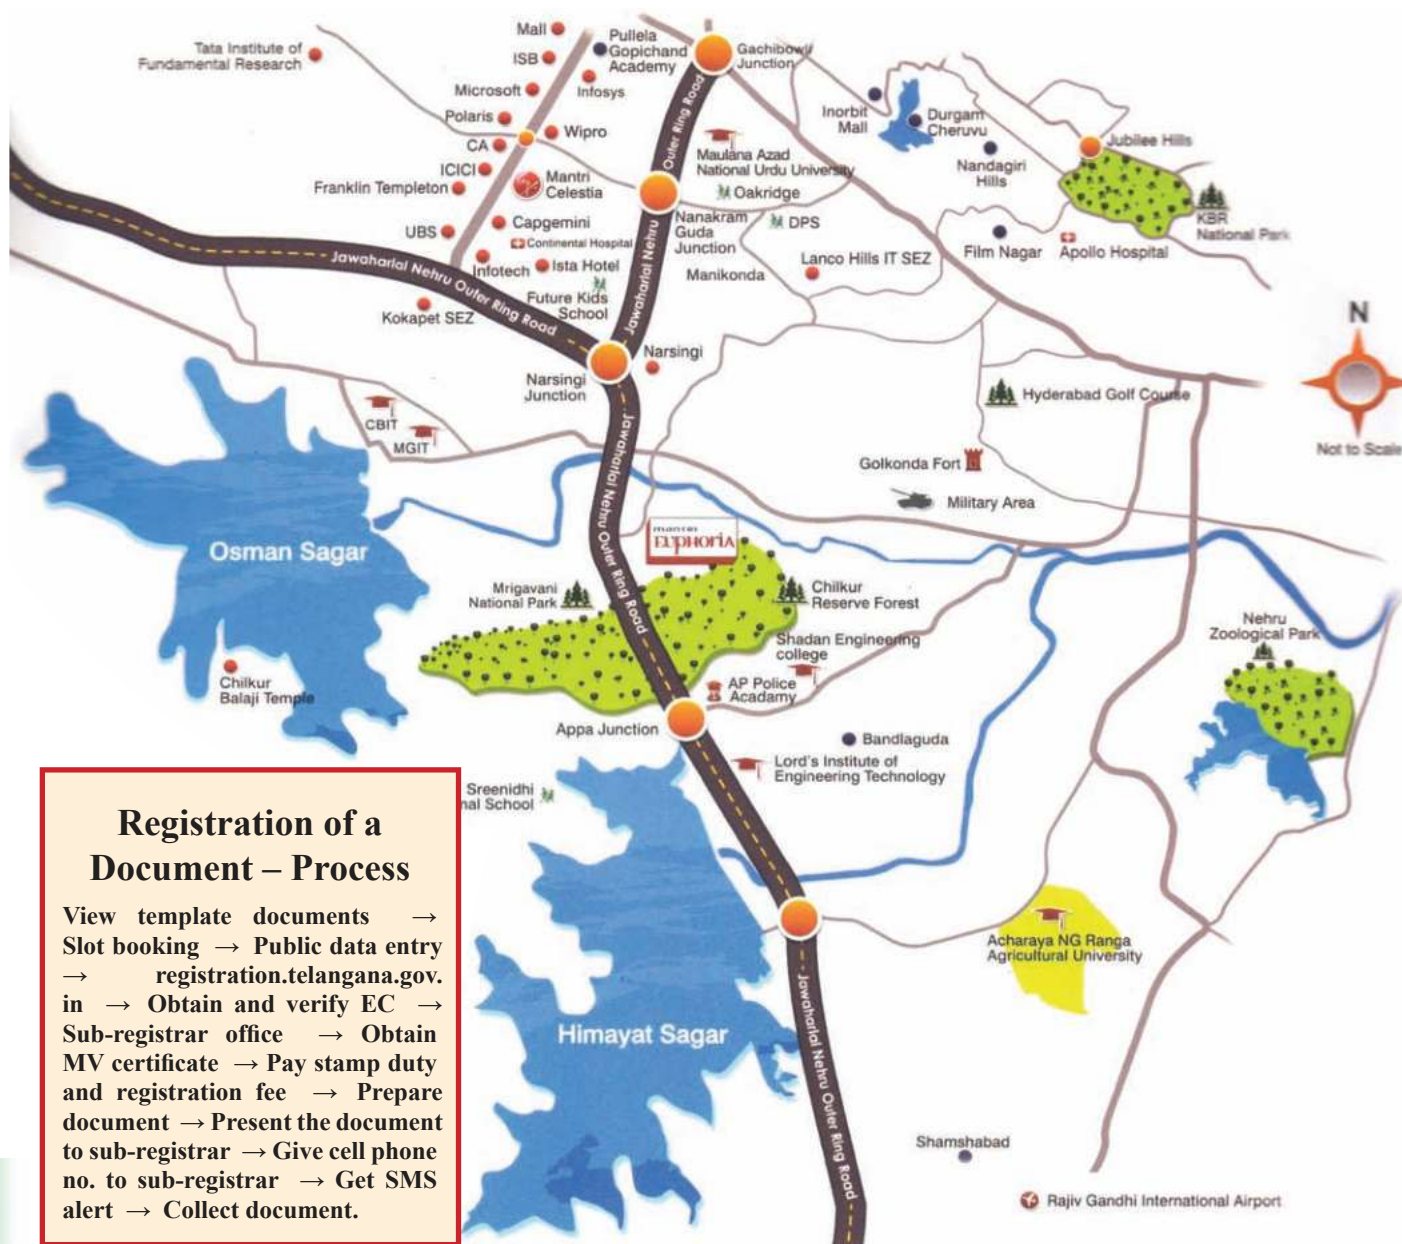 Mall
Pullela
Gopichand
Academy
Gachibowli
Junction
Tata Institute of
Fundamental Research
ISB
Microsoft
Infosys
Polaris
Wipro
CA
ICICI
Franklin Templeton
Mantri
Celestia
UBS
Capgemini
Continental Hospital
Infotech
Ista Hotel
Future Kids
School
Kokapet SEZ
Jawaharlal Nehru Outer Ring Road
Jawaharlal Nehru Outer Ring Road
Maulana Azad
National Urdu University
Oakridge
Nanakram
Guda
Junction
DPS
Manikonda
Lanco Hills IT SEZ
Inorbit
Mall
Durgam
Cheruvu
Nandagiri
Hills
Jubilee Hills
KBR
National Park
Film Nagar
Apollo Hospital
N
Not to Scale
Narsingi
Junction
Narsingi
CBIT
MGIT
Hyderabad Golf Course
Golkonda Fort
Military Area
Jawaharlal Nehru Outer Ring Road
Osman Sagar
EUPHORIA
Mrigavani
National Park
Chilkur
Reserve Forest
Shadan Engineering
college
Nehru
Zoological Park
Chilkur
Balaji Temple
AP Police
Acadamy
Appa Junction
Bandlaguda
Lord's Institute of
Engineering Technology
Sreenidhi
nal School
Acharaya NG Ranga
Agricultural University
Himayat Sagar
Jawaharlal Nehru Outer Ring Road
Shamshabad
Rajiv Gandhi International Airport
Registration of a
Document – Process
View template documents →
Slot booking → Public data entry
→ registration.telangana.gov.
in → Obtain and verify EC →
Sub-registrar office → Obtain
MV certificate → Pay stamp duty
and registration fee → Prepare
document → Present the document
to sub-registrar → Give cell phone
no. to sub-registrar → Get SMS
alert → Collect document.